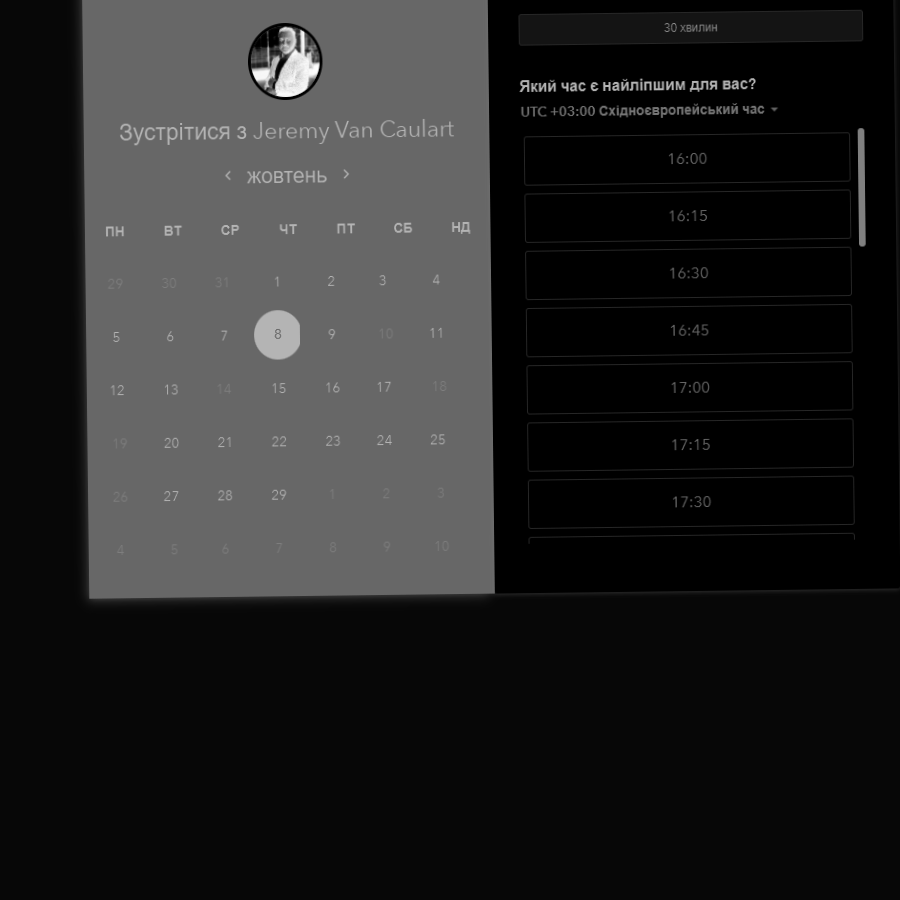 Зустрітися з Jeremy Van Caulart
‹ жовтень ›
ПН ВТ СР ЧТ ПТ СБ НД
29 30 31 1 2 3 4
5 6 7 8 9 10 11
12 13 14 15 16 17 18
19 20 21 22 23 24 25
26 27 28 29 1 2 3
4 5 6 7 8 9 10
30 хвилин
Який час є найліпшим для вас?
UTC +03:00 Східноєвропейський час
16:00
16:15
16:30
16:45
17:00
17:15
17:30